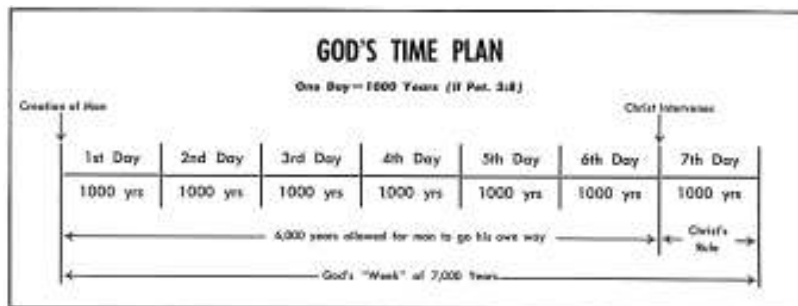 GOD'S TIME PLAN
One Day—1000 Years (II Pet. 3:8)
Creation of Man
Christ Intervenes
1st Day 2nd Day 3rd Day 4th Day 5th Day 6th Day 7th Day
1000 yrs 1000 yrs 1000 yrs 1000 yrs 1000 yrs 1000 yrs 1000 yrs
6,000 years allowed for man to go his own way
Christ's
Rule
God's "Week" of 7,000 Years